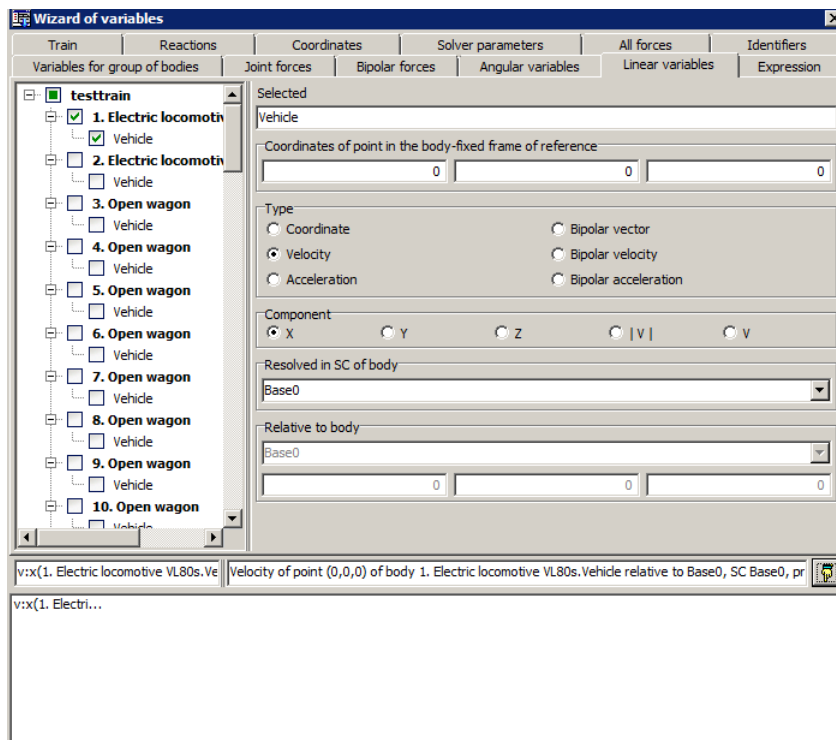 Wizard of variables
Train Reactions Coordinates Solver parameters All forces Identifiers
Variables for group of bodies Joint forces Bipolar forces Angular variables Linear variables Expression
testtrain
1. Electric locomotiv
Vehicle
2. Electric locomotiv
Vehicle
3. Open wagon
Vehicle
4. Open wagon
Vehicle
5. Open wagon
Vehicle
6. Open wagon
Vehicle
7. Open wagon
Vehicle
8. Open wagon
Vehicle
9. Open wagon
Vehicle
10. Open wagon
Vehicle
Selected
Vehicle
Coordinates of point in the body-fixed frame of reference
0 0 0
Type
Coordinate Bipolar vector
Velocity Bipolar velocity
Acceleration Bipolar acceleration
Component
X Y Z | V | V
Resolved in SC of body
Base0
Relative to body
Base0
0 0 0
v:x(1. Electric locomotive VL80s.Ve Velocity of point (0,0,0) of body 1. Electric locomotive VL80s.Vehicle relative to Base0, SC Base0, pr
v:x(1. Electri...